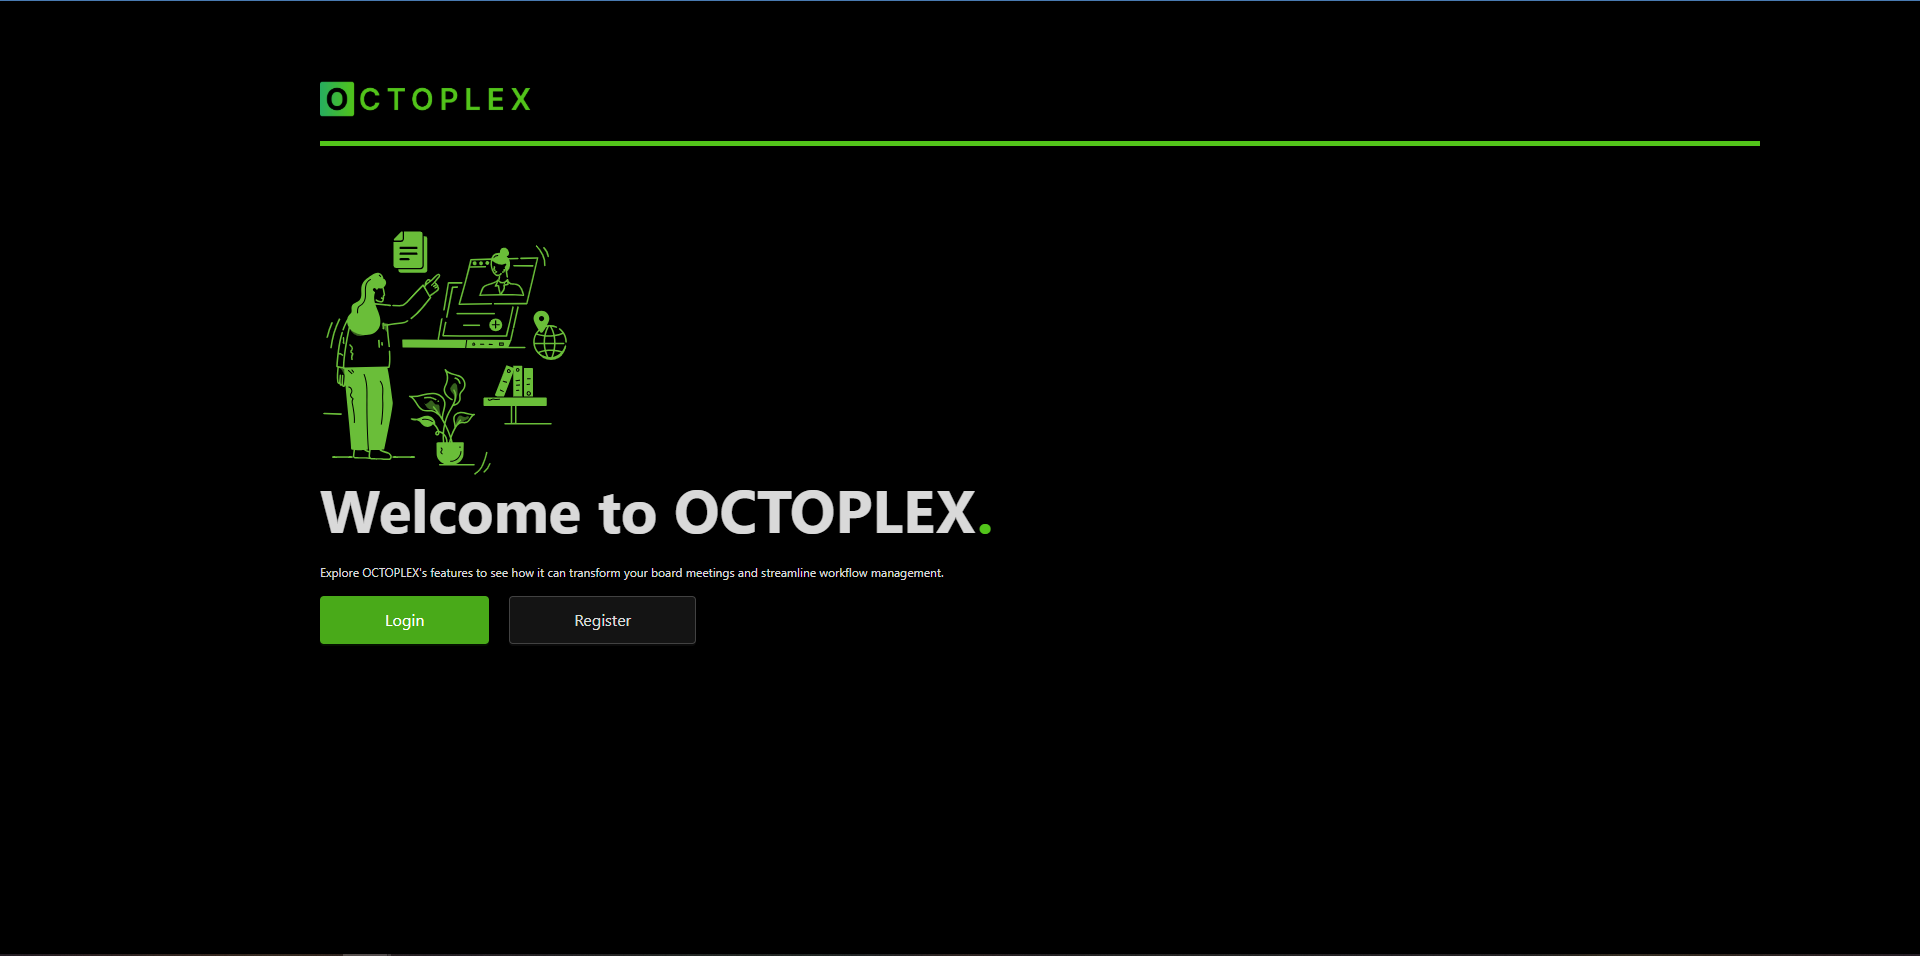 OCTOPLEX
Welcome to OCTOPLEX.
Explore OCTOPLEX's features to see how it can transform your board meetings and streamline workflow management.
Login Register